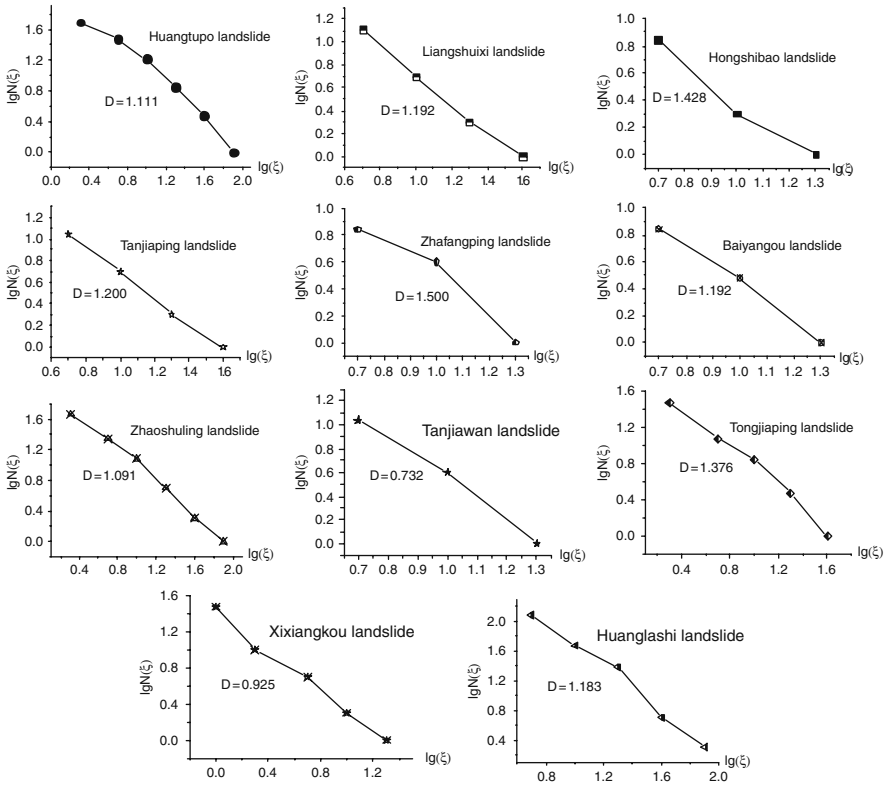 Huangtupo landslide
lgN(ξ)
1.6
1.2
0.8
0.4
0.0
D=1.111
0.0 0.4 0.8 1.2 1.6 2.0
lg(ξ)
Liangshuixi landslide
lgN(ξ)
1.2
1.0
0.8
0.6
0.4
0.2
0.0
D=1.192
0.6 0.8 1.0 1.2 1.4 1.6
lg(ξ)
Hongshibao landslide
lgN(ξ)
1.0
0.8
0.6
0.4
0.2
0.0
D=1.428
0.7 0.8 0.9 1.0 1.1 1.2 1.3
lg(ξ)
Tanjiaping landslide
lgN(ξ)
1.2
1.0
0.8
0.6
0.4
0.2
0.0
D=1.200
0.6 0.8 1.0 1.2 1.4 1.6
lg(ξ)
Zhafangping landslide
lgN(ξ)
1.0
0.8
0.6
0.4
0.2
0.0
D=1.500
0.7 0.8 0.9 1.0 1.1 1.2 1.3
lg(ξ)
Baiyangou landslide
lgN(ξ)
1.0
0.8
0.6
0.4
0.2
0.0
D=1.192
0.7 0.8 0.9 1.0 1.1 1.2 1.3
lg(ξ)
Zhaoshuling landslide
lgN(ξ)
1.6
1.2
0.8
0.4
0.0
D=1.091
0.4 0.8 1.2 1.6 2.0
lg(ξ)
Tanjiawan landslide
lgN(ξ)
1.2
1.0
0.8
0.6
0.4
0.2
0.0
D=0.732
0.7 0.8 0.9 1.0 1.1 1.2 1.3
lg(ξ)
Tongjiaping landslide
lgN(ξ)
1.6
1.2
0.8
0.4
0.0
D=1.376
0.4 0.8 1.2 1.6
lg(ξ)
Xixiangkou landslide
lgN(ξ)
1.6
1.2
0.8
0.4
0.0
D=0.925
0.0 0.4 0.8 1.2
lg(ξ)
Huanglashi landslide
lgN(ξ)
2.0
1.6
1.2
0.8
0.4
D=1.183
0.8 1.2 1.6 2.0
lg(ξ)